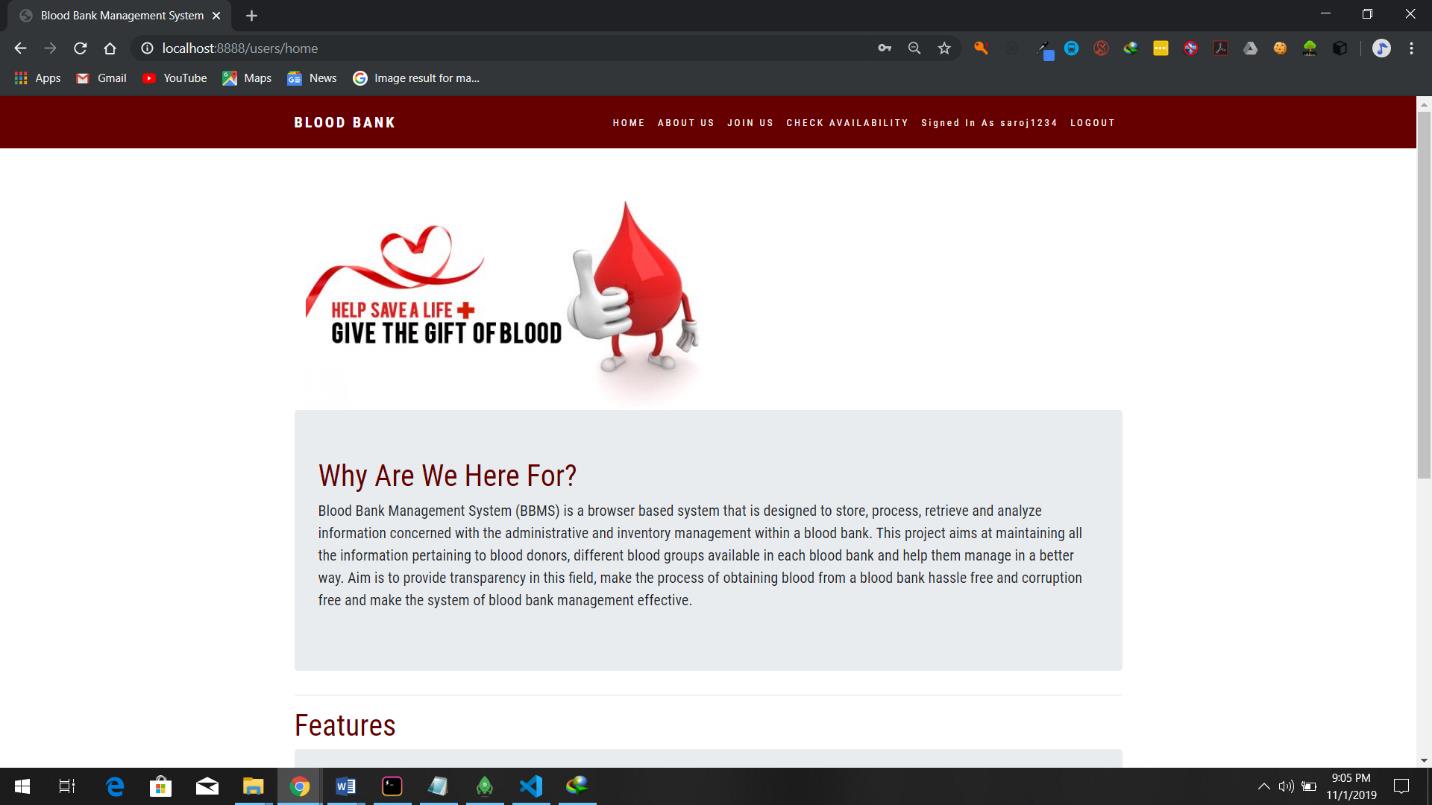 Blood Bank Management System
localhost:8888/users/home
Apps Gmail YouTube Maps News Image result for ma...
BLOOD BANK HOME ABOUT US JOIN US CHECK AVAILABILITY Signed In As saroj1234 LOGOUT
HELP SAVE A LIFE
GIVE THE GIFT OF BLOOD
Why Are We Here For?
Blood Bank Management System (BBMS) is a browser based system that is designed to store, process, retrieve and analyze
information concerned with the administrative and inventory management within a blood bank. This project aims at maintaining all
the information pertaining to blood donors, different blood groups available in each blood bank and help them manage in a better
way. Aim is to provide transparency in this field, make the process of obtaining blood from a blood bank hassle free and corruption
free and make the system of blood bank management effective.
Features
9:05 PM
11/1/2019